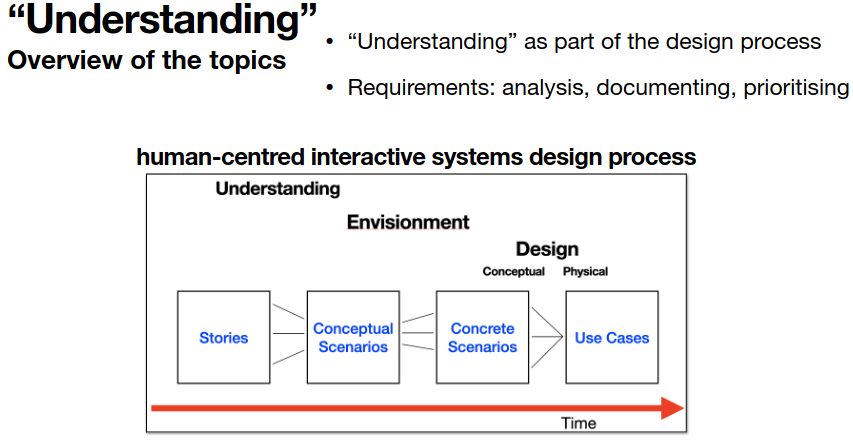 “Understanding”
Overview of the topics
• “Understanding” as part of the design process
• Requirements: analysis, documenting, prioritising
human-centred interactive systems design process
Understanding
Envisionment
Design
Conceptual Physical
Stories
Conceptual
Scenarios
Concrete
Scenarios
Use Cases
Time